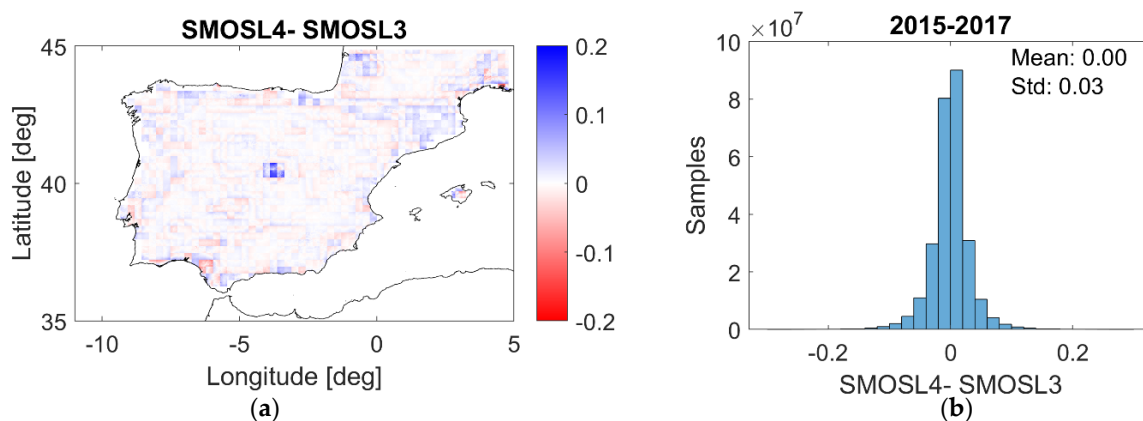 SMOSL4- SMOSL3
45
40
35
Latitude [deg]
-10
-5
0
5
Longitude [deg]
0.2
0.1
0
-0.1
-0.2
(a)
2015-2017
×10⁷
Mean: 0.00
Std: 0.03
10
8
6
4
2
0
Samples
-0.2
0
0.2
SMOSL4- SMOSL3
(b)